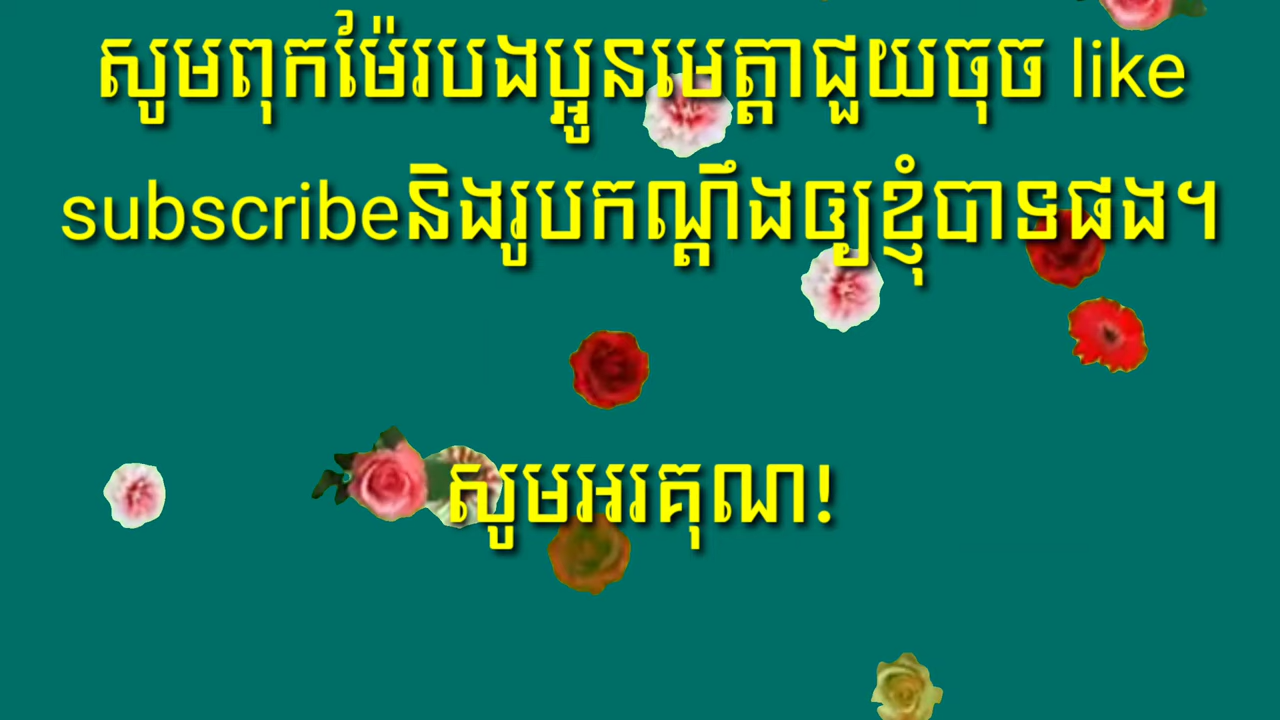 សូមពុកម៉ែរបងប្អូនមេត្តាជួយចុច like
subscribeនិងរូបកណ្ដឹងឲ្យខ្ញុំបាទផង។
សូមអរគុណ!